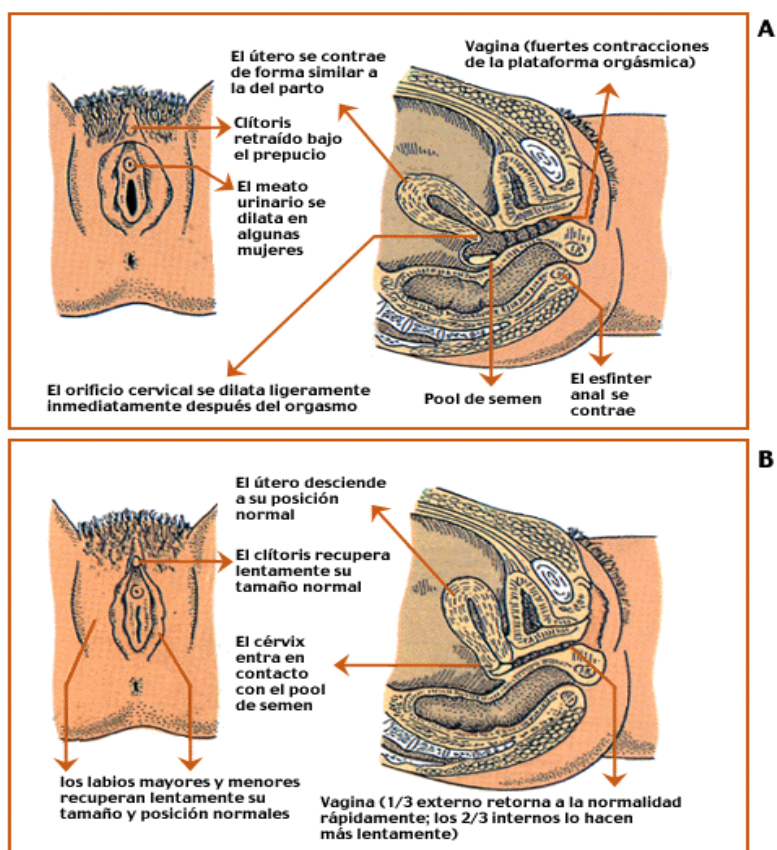 A
El útero se contrae
de forma similar a
la del parto
Vagina (fuertes contracciones
de la plataforma orgásmica)
Clítoris
retraído bajo
el prepucio
El meato
urinario se
dilata en
algunas
mujeres
El orificio cervical se dilata ligeramente
inmediatamente después del orgasmo
Pool de semen
El esfinter
anal se
contrae
B
El útero desciende
a su posición
normal
El clítoris recupera
lentamente su
tamaño normal
El cérvix
entra en
contacto
con el pool
de semen
los labios mayores y menores
recuperan lentamente su
tamaño y posición normales
Vagina (1/3 externo retorna a la normalidad
rápidamente; los 2/3 internos lo hacen
más lentamente)